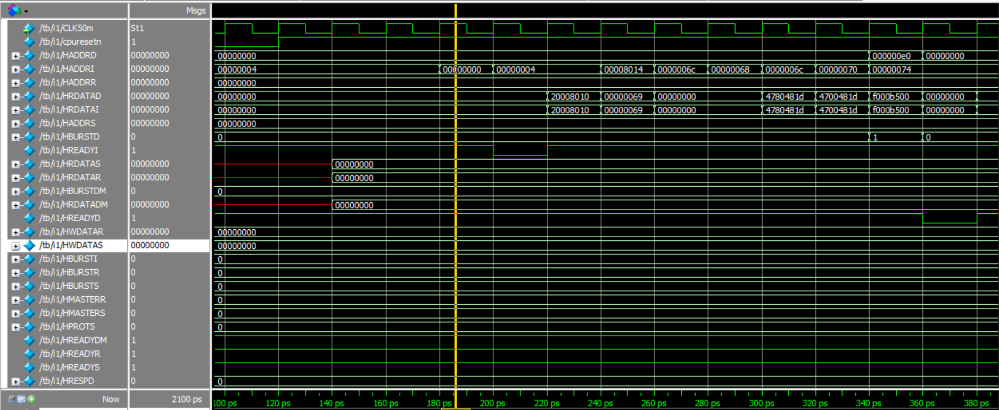 Msgs
/tb/i1/CLK50m St1
/tb/i1/cpuresetn 1
/tb/i1/HADDRD 00000000 00000000 000000e0 00000000
/tb/i1/HADDRI 00000000 00000004 00000000 00000004 00008014 0000006c 00000068 0000006c 00000070 00000074
/tb/i1/HADDRR 00000000 00000000
/tb/i1/HRDATAD 00000000 00000000 20008010 00000069 00000000 4780481d 4700481d f000b500 00000000
/tb/i1/HRDATAI 00000000 00000000 20008010 00000069 00000000 4780481d 4700481d f000b500 00000000
/tb/i1/HADDRS 00000000 00000000
/tb/i1/HBURSTD 0 0 1 0
/tb/i1/HREADYI 1
/tb/i1/HRDATAS 00000000 00000000
/tb/i1/HRDATAR 00000000 00000000
/tb/i1/HBURSTDM 0 0
/tb/i1/HRDATADM 00000000 00000000
/tb/i1/HREADYD 1
/tb/i1/HWDATAR 00000000 00000000
/tb/i1/HWDATAS 00000000 00000000
/tb/i1/HBURSTI 0 0
/tb/i1/HBURSTR 0 0
/tb/i1/HBURSTS 0 0
/tb/i1/HMASTERR 0 0
/tb/i1/HMASTERS 0 0
/tb/i1/HPROTS 0 0
/tb/i1/HREADYDM 1
/tb/i1/HREADYR 1
/tb/i1/HREADYS 1
/tb/i1/HRESPD 0 0
Now 2100 ps 100 ps 120 ps 140 ps 160 ps 180 ps 200 ps 220 ps 240 ps 260 ps 280 ps 300 ps 320 ps 340 ps 360 ps 380 ps